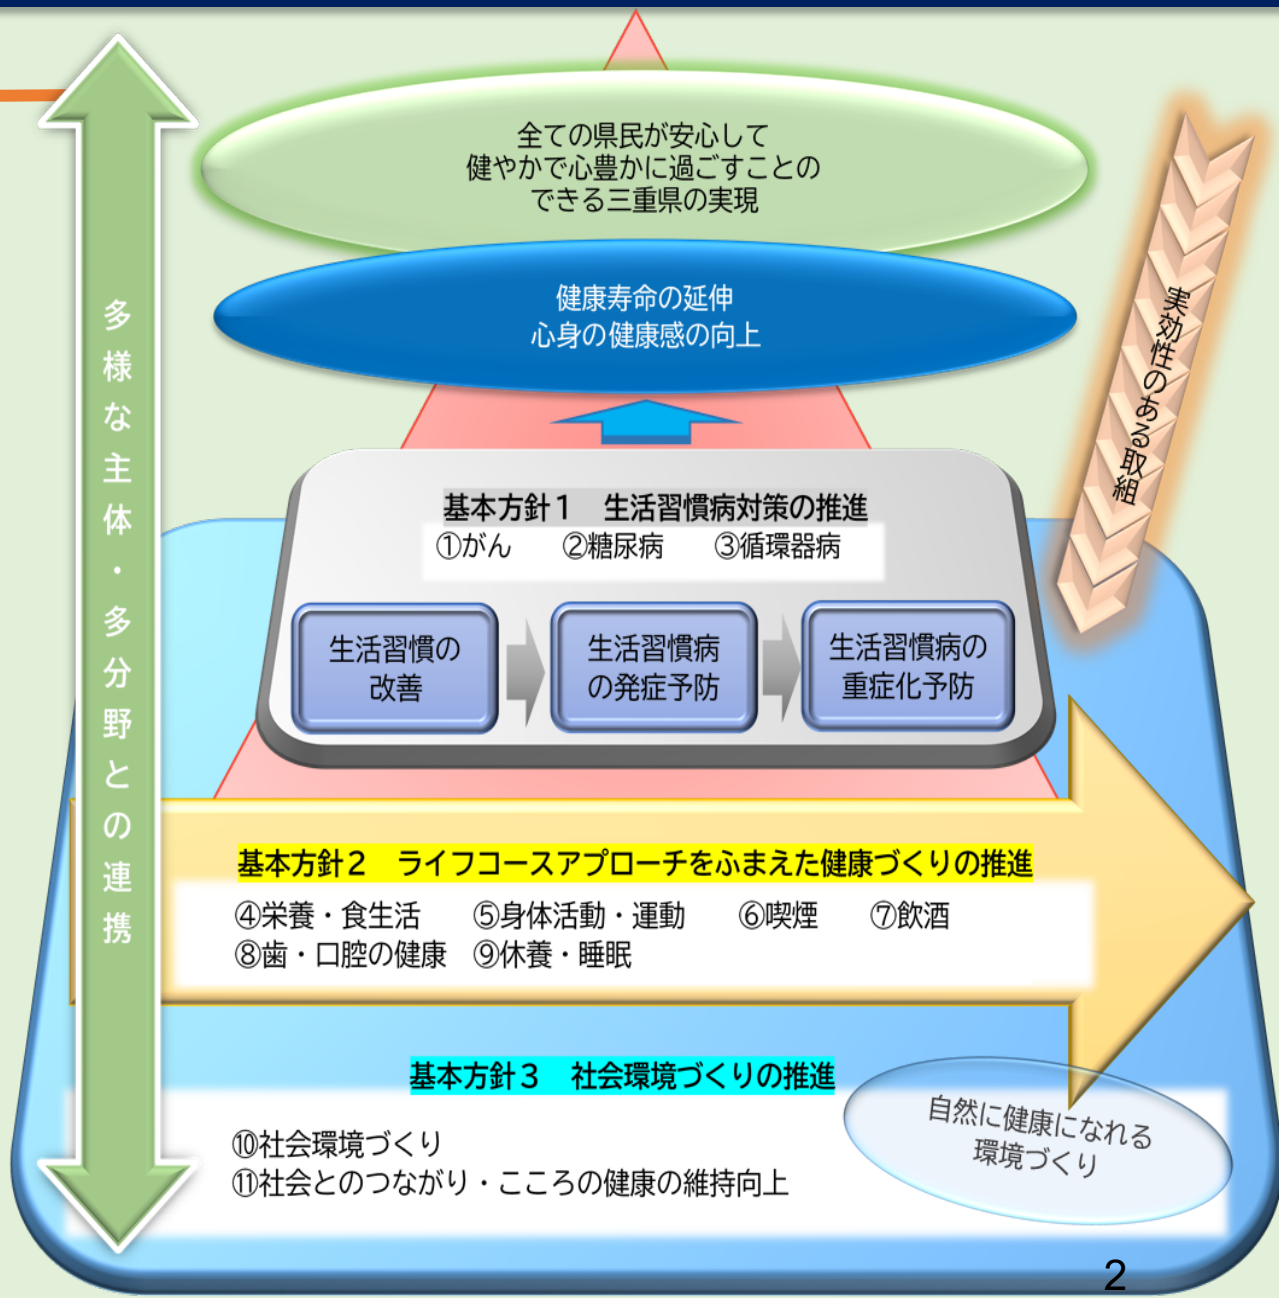 全ての県民が安心して
健やかで心豊かに過ごすことの
できる三重県の実現
健康寿命の延伸
心身の健康感の向上
多様な主体・多分野との連携
実効性のある取組
基本方針１　生活習慣病対策の推進
①がん　②糖尿病　③循環器病
生活習慣の
改善
生活習慣病
の発症予防
生活習慣病の
重症化予防
基本方針２　ライフコースアプローチをふまえた健康づくりの推進
④栄養・食生活　⑤身体活動・運動　⑥喫煙　⑦飲酒
⑧歯・口腔の健康　⑨休養・睡眠
基本方針３　社会環境づくりの推進
⑩社会環境づくり
⑪社会とのつながり・こころの健康の維持向上
自然に健康になれる
環境づくり
2